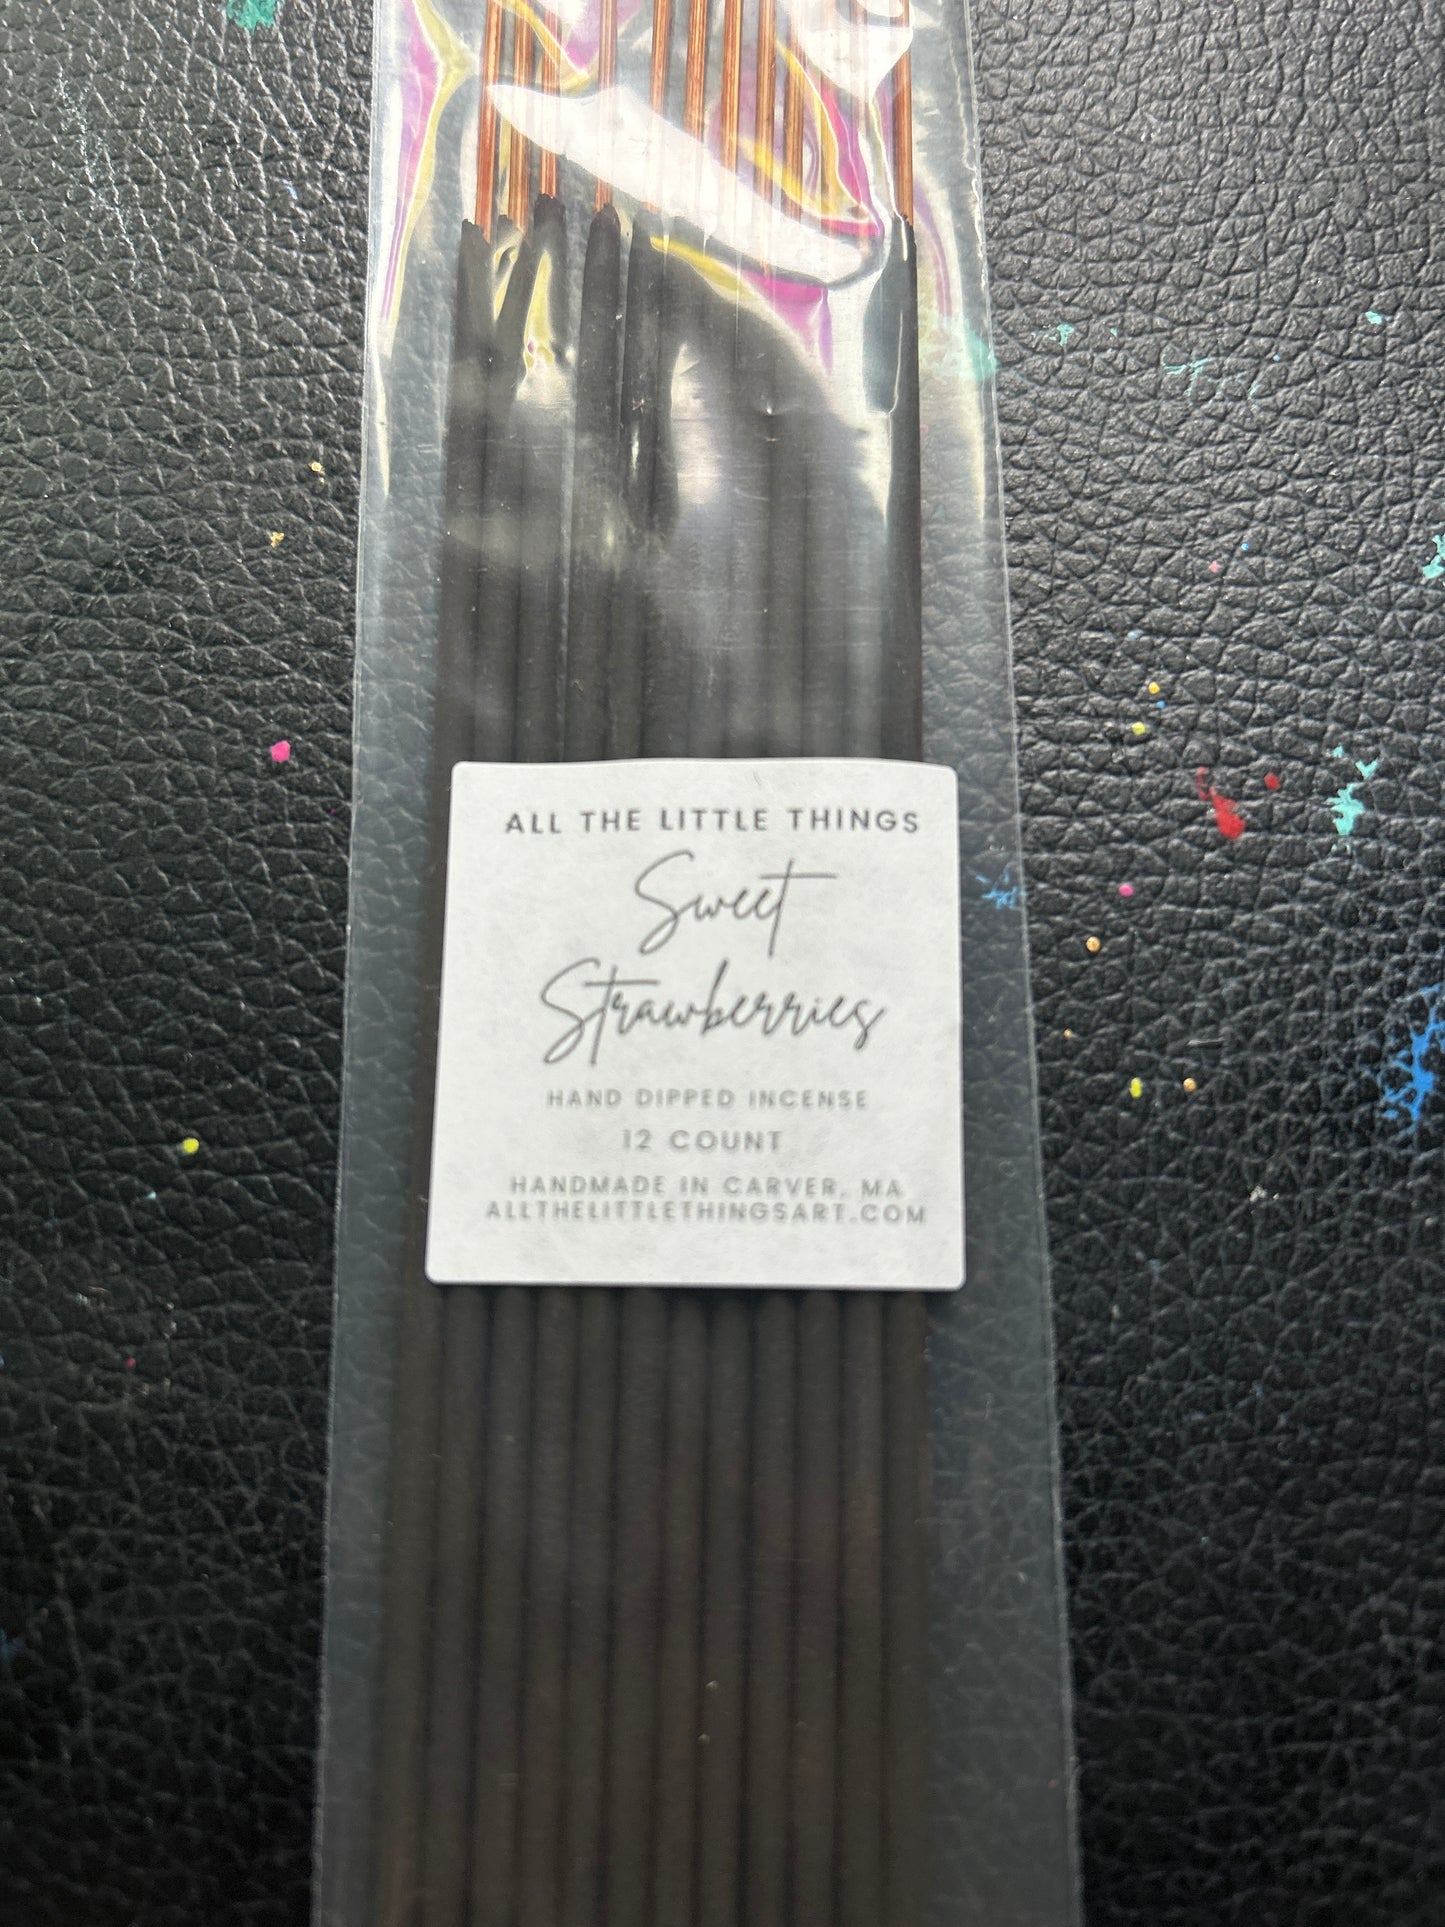 ALL THE LITTLE THINGS
Sweet
Strawberries
HAND DIPPED INCENSE
12 COUNT
HANDMADE IN CARVER, MA
ALLTHELITTLETHINGSART.COM